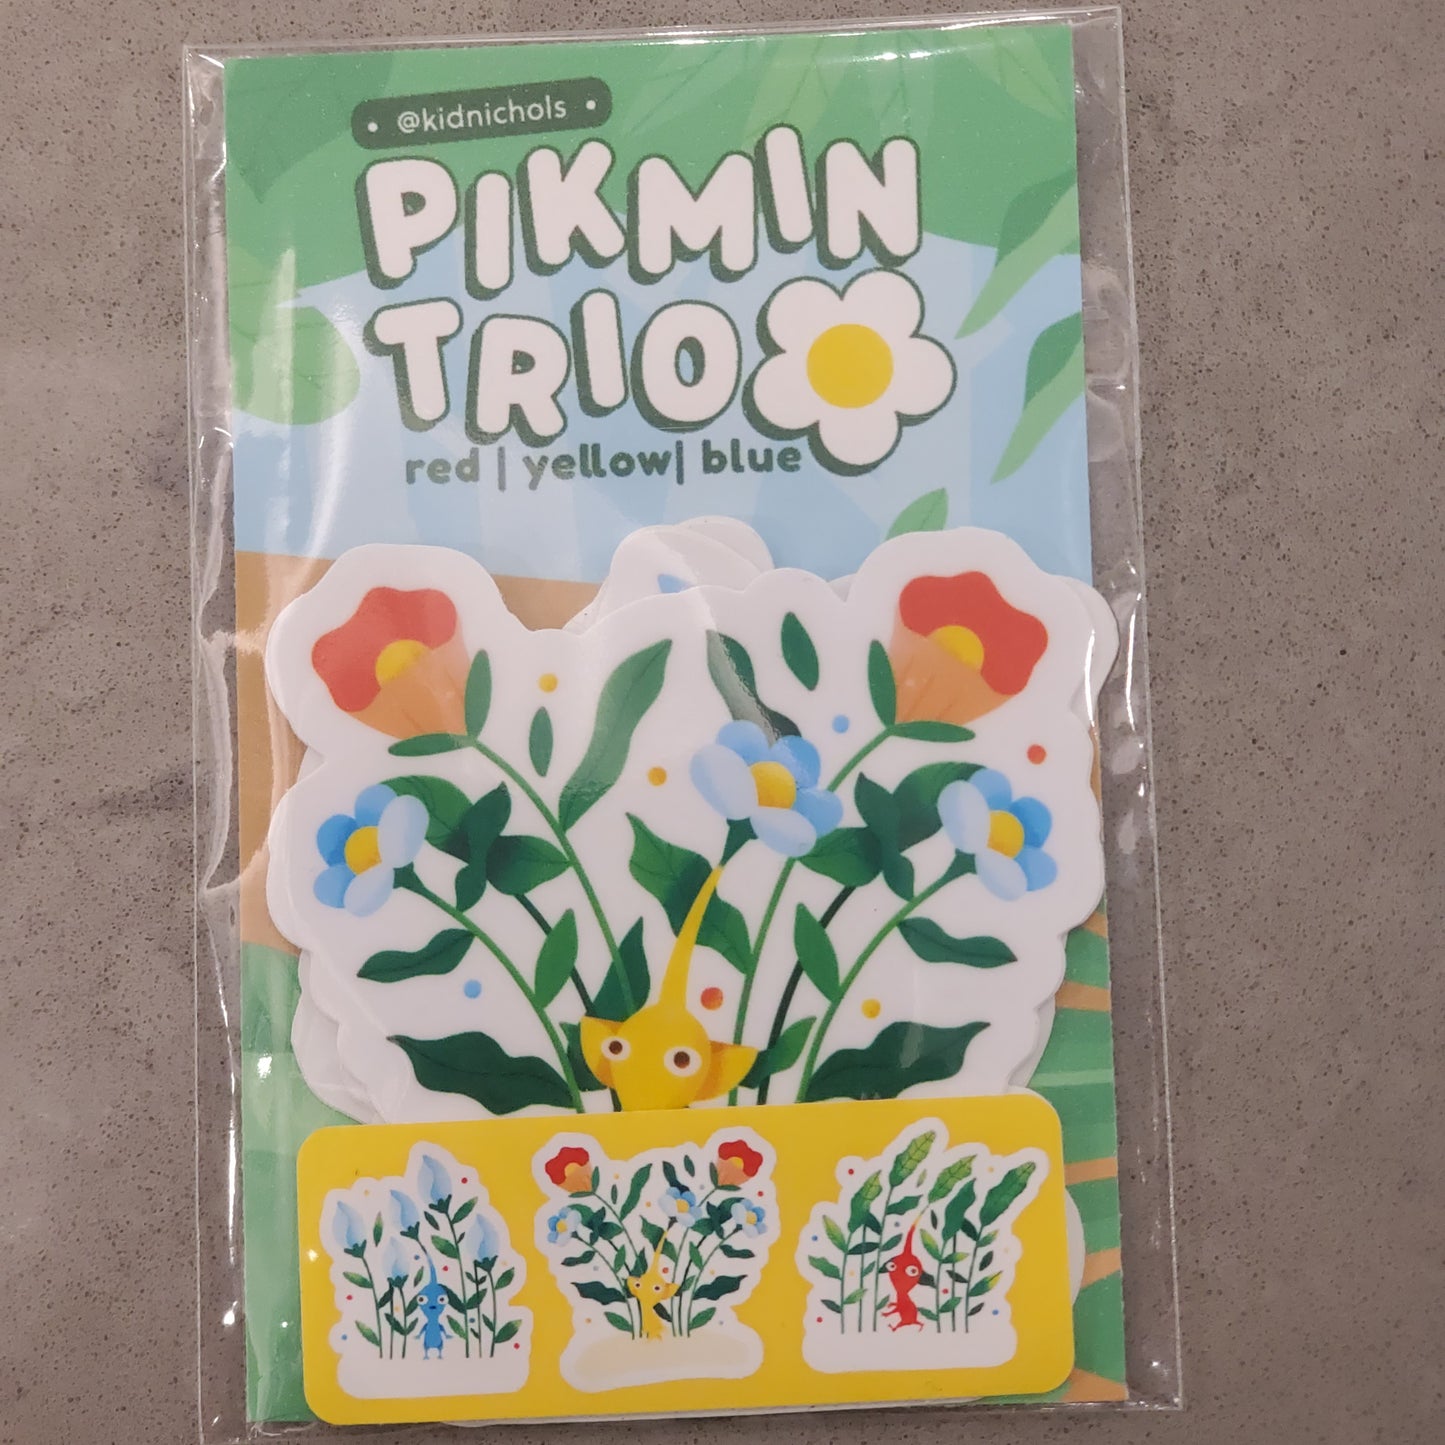 • @kidnichols •
PIKMIN
TRIO
red | yellow| blue